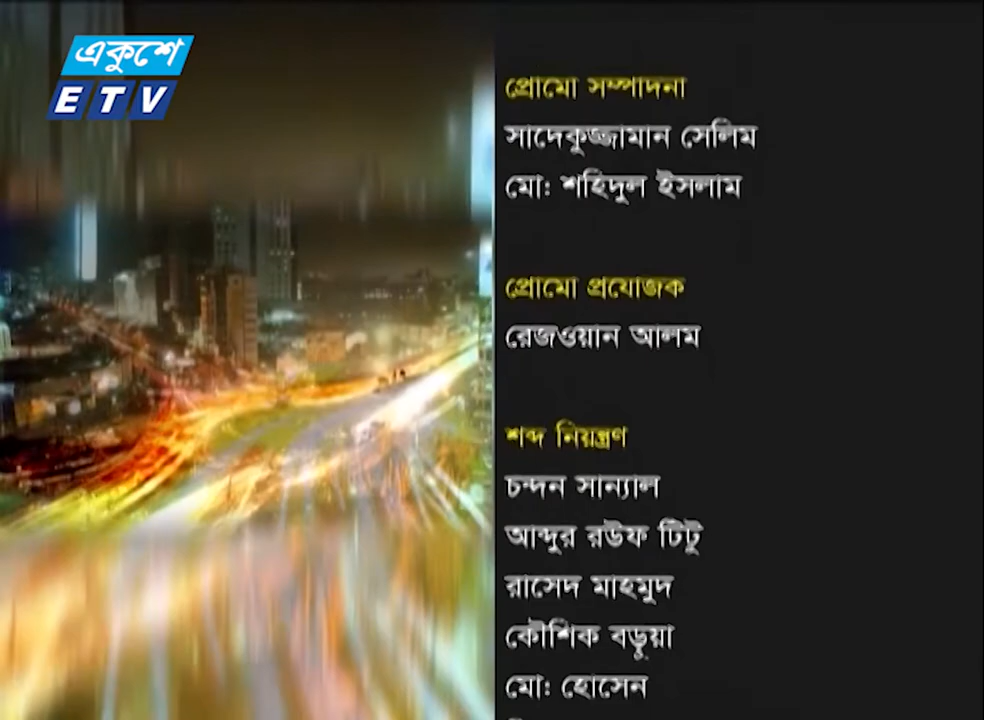 একুশে
ETV
প্রোমো সম্পাদনা
সাদেকুজ্জামান সেলিম
মো: শহিদুল ইসলাম
প্রোমো প্রযোজক
রেজওয়ান আলম
শব্দ নিয়ন্ত্রণ
চন্দন সান্যাল
আব্দুর রউফ টিটু
রাসেদ মাহমুদ
কৌশিক বড়ুয়া
মো: হোসেন